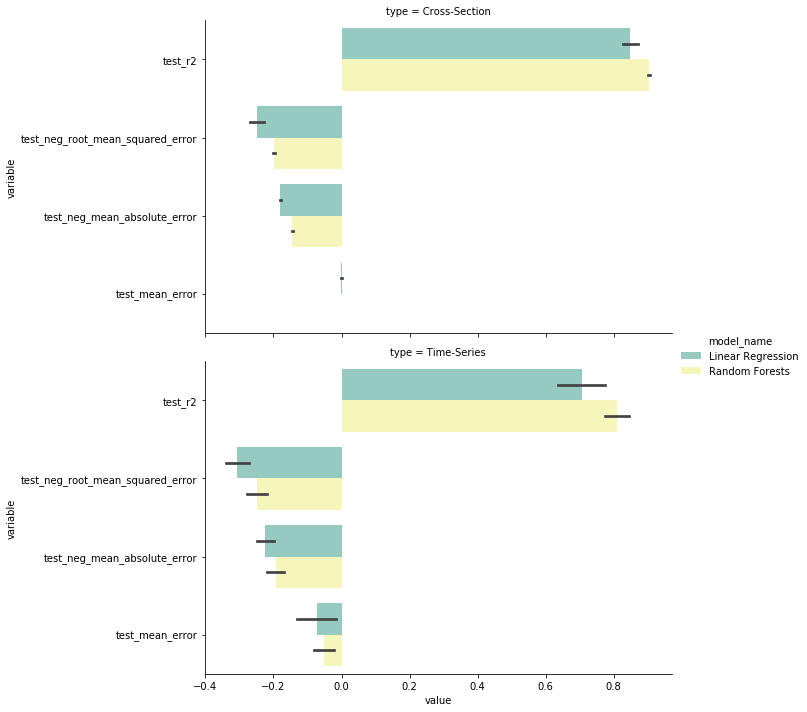 type = Cross-Section
test_r2
test_neg_root_mean_squared_error
test_neg_mean_absolute_error
test_mean_error
variable
model_name
Linear Regression
Random Forests
type = Time-Series
test_r2
test_neg_root_mean_squared_error
test_neg_mean_absolute_error
test_mean_error
variable
−0.4 −0.2 0.0 0.2 0.4 0.6 0.8
value